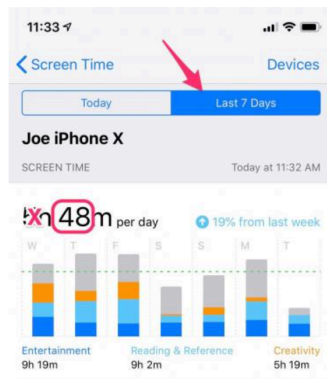 11:33
Screen Time
Devices
Today
Last 7 Days
Joe iPhone X
SCREEN TIME
Today at 11:32 AM
48m per day
19% from last week
W T F S S M T
Entertainment
Reading & Reference
Creativity
9h 19m
9h 2m
5h 19m